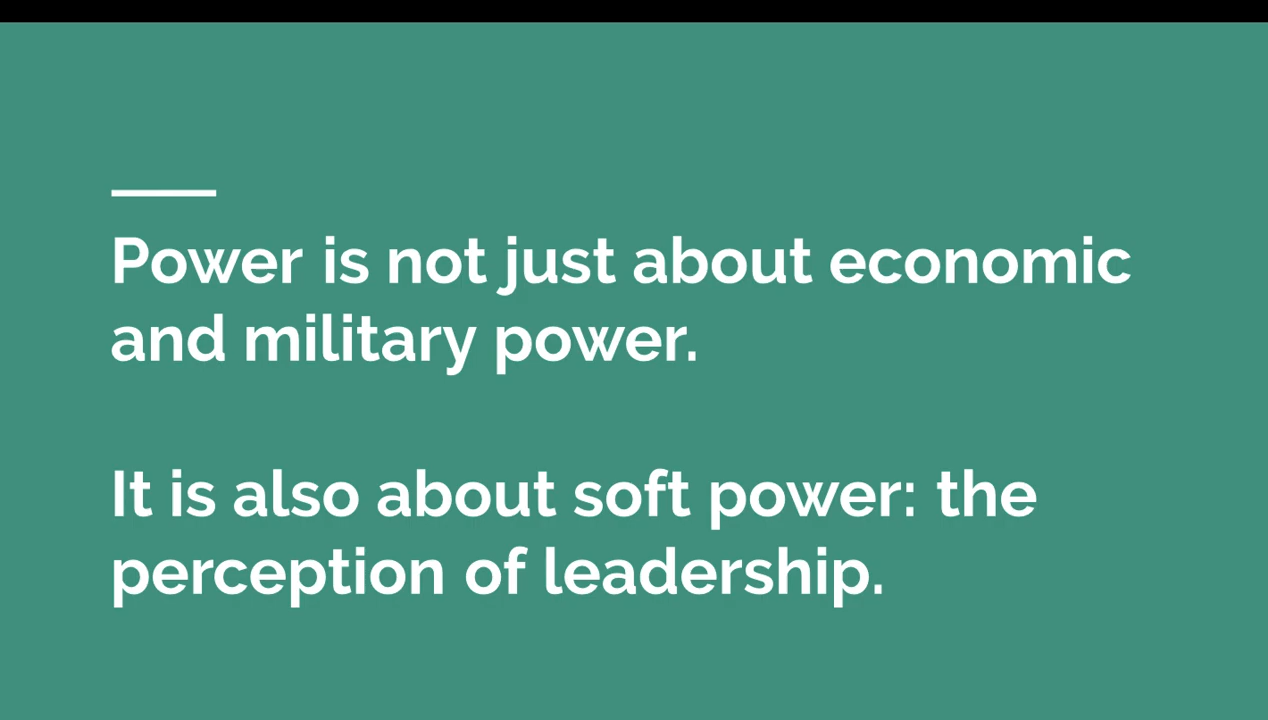 Power is not just about economic
and military power.
It is also about soft power: the
perception of leadership.